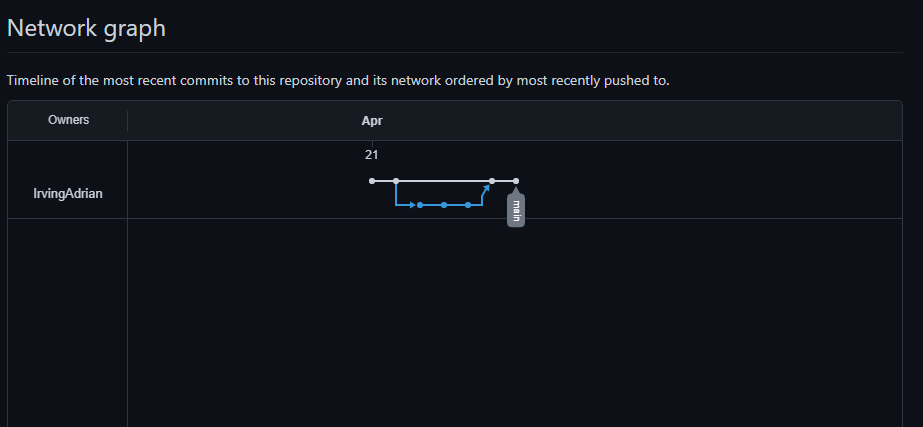 Network graph
Timeline of the most recent commits to this repository and its network ordered by most recently pushed to.
Owners
Apr
21
IrvingAdrian
main